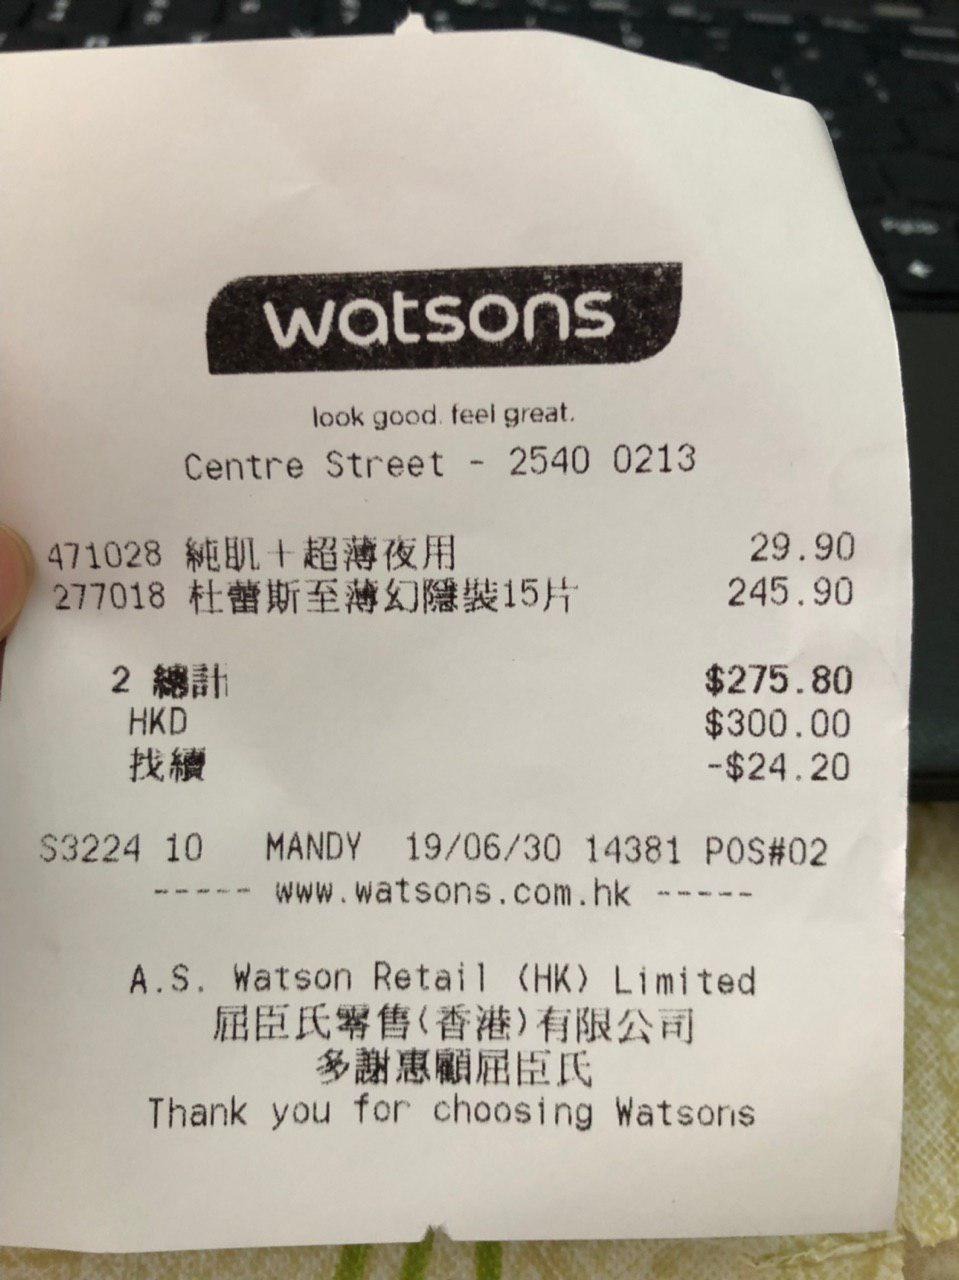 watsons
look good. feel great.
Centre Street - 2540 0213
471028 純肌＋超薄夜用 29.90
277018 杜蕾斯至薄幻隱裝15片 245.90
2 總計 $275.80
HKD $300.00
找續 -$24.20
S3224 10 MANDY 19/06/30 14381 POS#02
----- www.watsons.com.hk -----
A.S. Watson Retail (HK) Limited
屈臣氏零售(香港)有限公司
多謝惠顧屈臣氏
Thank you for choosing Watsons